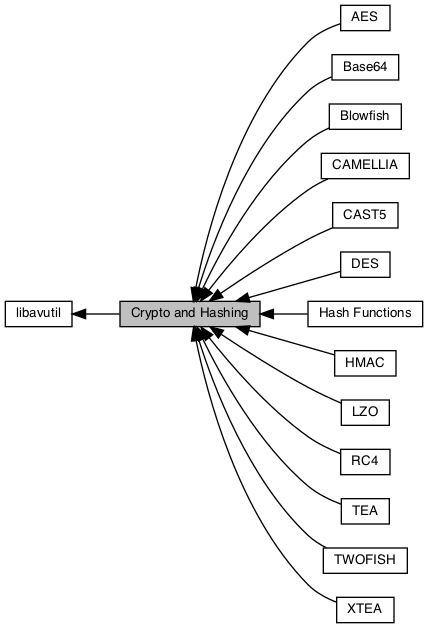 AES
Base64
Blowfish
CAMELLIA
CAST5
DES
libavutil
Crypto and Hashing
Hash Functions
HMAC
LZO
RC4
TEA
TWOFISH
XTEA